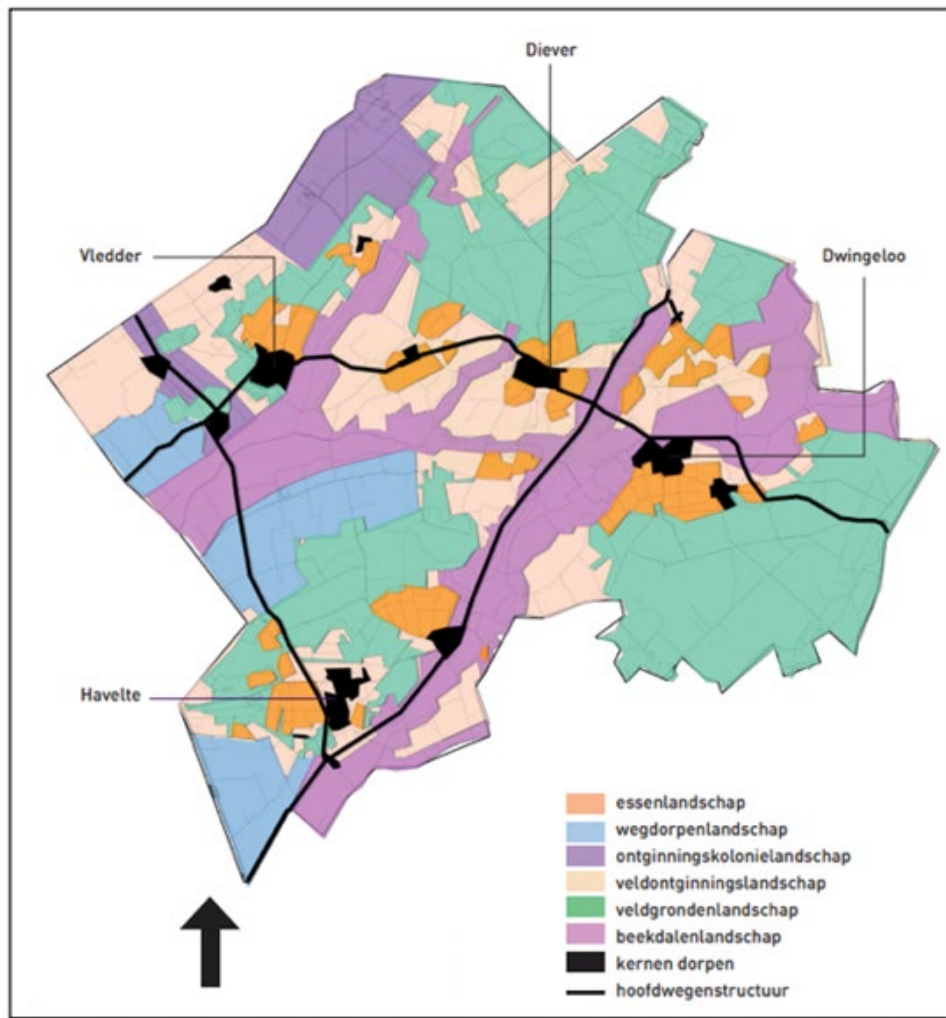 Diever
Vledder
Dwingeloo
Havelte
essenlandschap
wegdorpenlandschap
ontginningskolonielandschap
veldontginningslandschap
veldgrondenlandschap
beekdalenlandschap
kernen dorpen
hoofdwegenstructuur